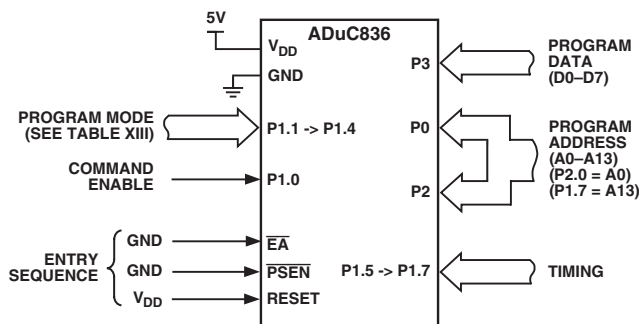 5V
ADuC836
V_DD
GND
PROGRAM MODE
(SEE TABLE XIII)
P1.1 -> P1.4
COMMAND
ENABLE
P1.0
ENTRY
SEQUENCE
GND
EA
GND
PSEN
V_DD
RESET
P3
PROGRAM
DATA
(D0–D7)
P0
P2
PROGRAM
ADDRESS
(A0–A13)
(P2.0 = A0)
(P1.7 = A13)
P1.5 -> P1.7
TIMING